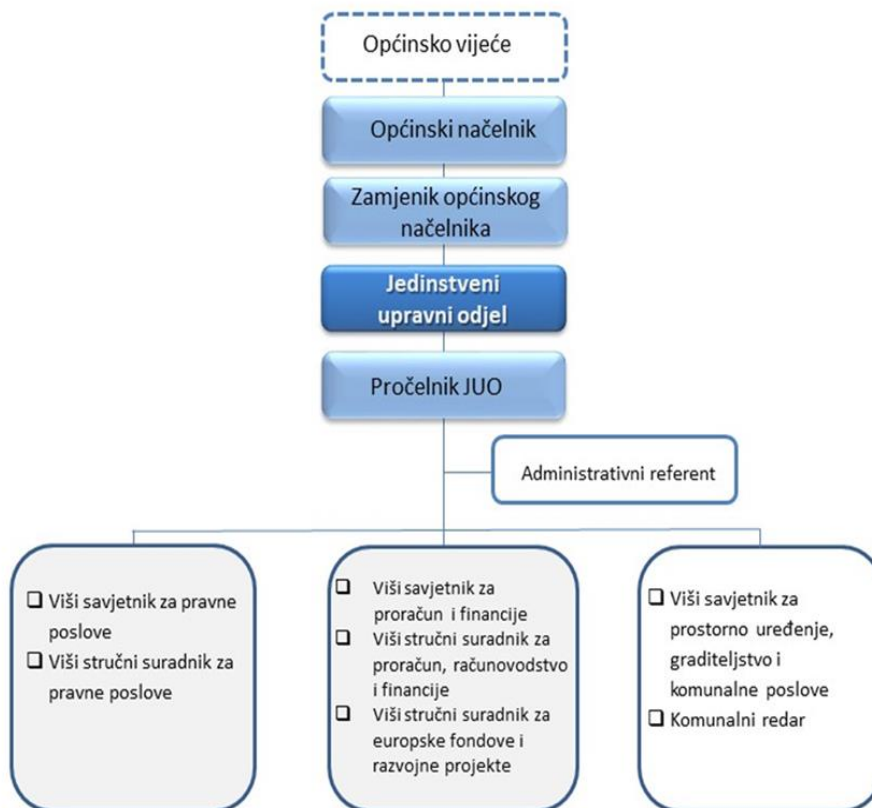 Općinsko vijeće
Općinski načelnik
Zamjenik općinskog
načelnika
Jedinstveni
upravni odjel
Pročelnik JUO
Administrativni referent
Viši savjetnik za pravne
poslove
Viši stručni suradnik za
pravne poslove
Viši savjetnik za
proračun i financije
Viši stručni suradnik za
proračun, računovodstvo
i financije
Viši stručni suradnik za
europske fondove i
razvojne projekte
Viši savjetnik za
prostorno uređenje,
graditeljstvo i
komunalne poslove
Komunalni redar